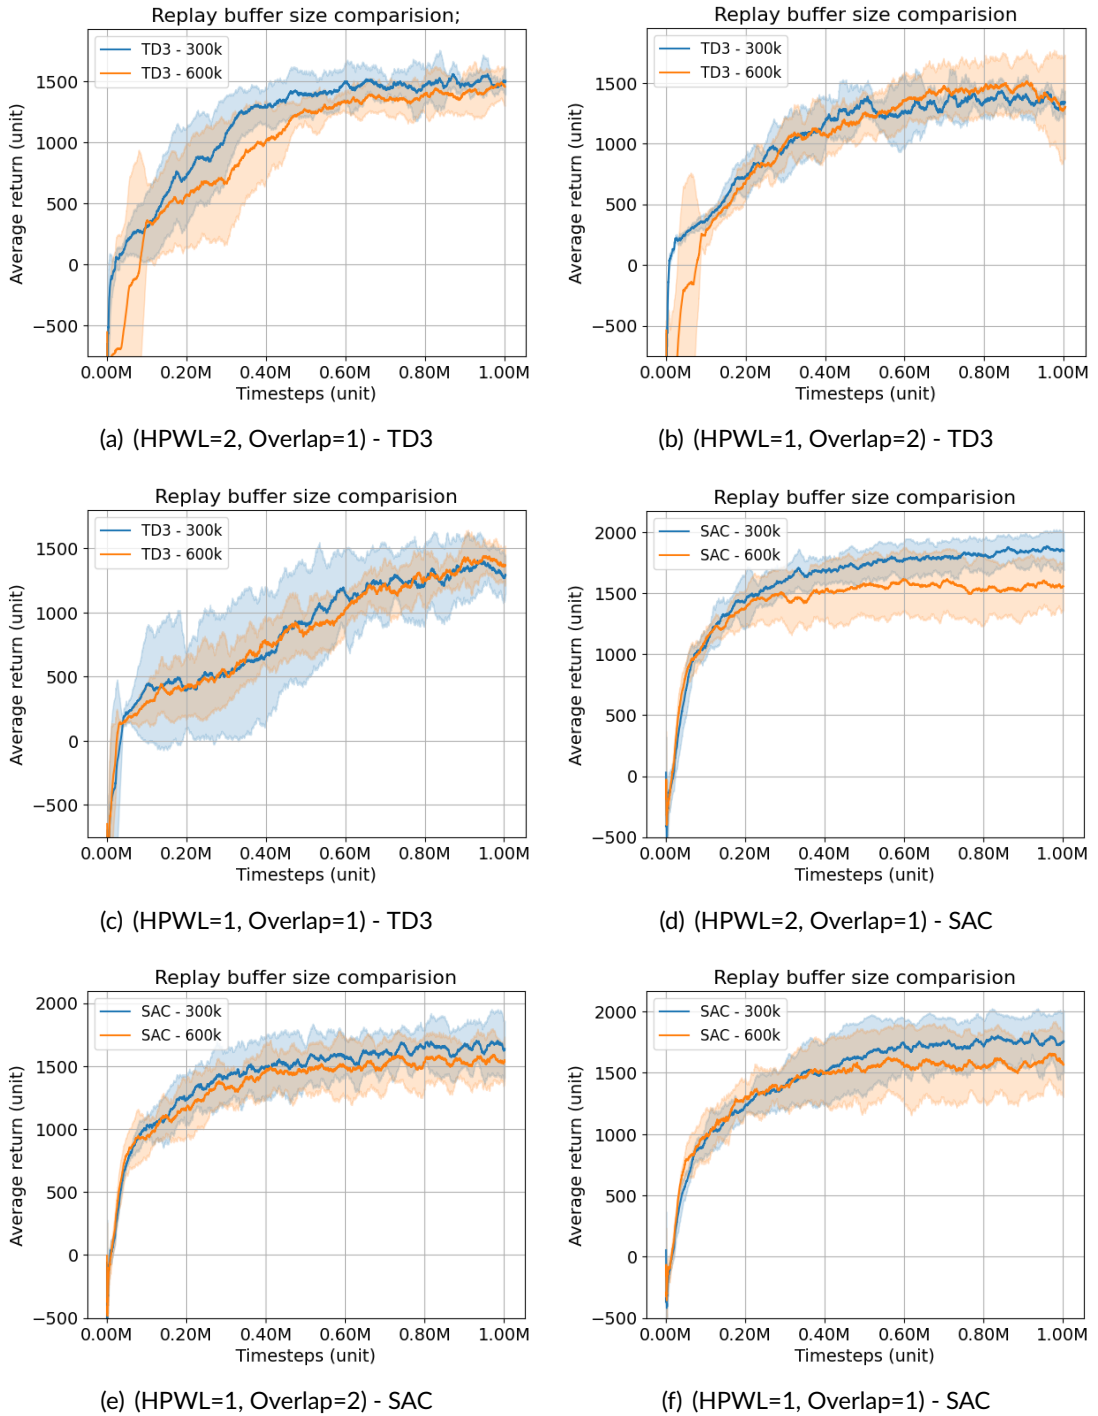 Replay buffer size comparision;
TD3 - 300k
TD3 - 600k
Average return (unit)
1500
1000
500
0
−500
0.00M 0.20M 0.40M 0.60M 0.80M 1.00M
Timesteps (unit)
(a) (HPWL=2, Overlap=1) - TD3
Replay buffer size comparision
TD3 - 300k
TD3 - 600k
Average return (unit)
1500
1000
500
0
−500
0.00M 0.20M 0.40M 0.60M 0.80M 1.00M
Timesteps (unit)
(b) (HPWL=1, Overlap=2) - TD3
Replay buffer size comparision
TD3 - 300k
TD3 - 600k
Average return (unit)
1500
1000
500
0
−500
0.00M 0.20M 0.40M 0.60M 0.80M 1.00M
Timesteps (unit)
(c) (HPWL=1, Overlap=1) - TD3
Replay buffer size comparision
SAC - 300k
SAC - 600k
Average return (unit)
2000
1500
1000
500
0
−500
0.00M 0.20M 0.40M 0.60M 0.80M 1.00M
Timesteps (unit)
(d) (HPWL=2, Overlap=1) - SAC
Replay buffer size comparision
SAC - 300k
SAC - 600k
Average return (unit)
2000
1500
1000
500
0
−500
0.00M 0.20M 0.40M 0.60M 0.80M 1.00M
Timesteps (unit)
(e) (HPWL=1, Overlap=2) - SAC
Replay buffer size comparision
SAC - 300k
SAC - 600k
Average return (unit)
2000
1500
1000
500
0
−500
0.00M 0.20M 0.40M 0.60M 0.80M 1.00M
Timesteps (unit)
(f) (HPWL=1, Overlap=1) - SAC